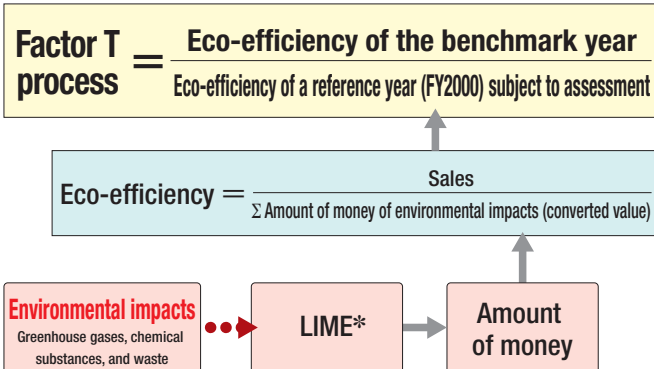 Factor T
process
=
Eco-efficiency of the benchmark year
Eco-efficiency of a reference year (FY2000) subject to assessment
Eco-efficiency =
Sales
Σ Amount of money of environmental impacts (converted value)
Environmental impacts
Greenhouse gases, chemical
substances, and waste
LIME*
Amount
of money